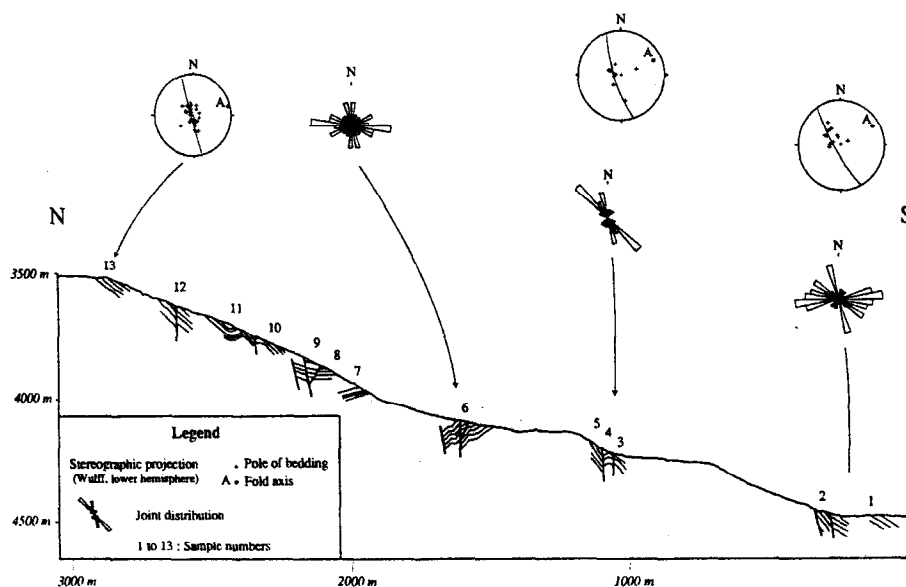 N
N
N
N
A
A
A
N
N
N
S
3500 m
4000 m
4500 m
13
12
11
10
9
8
7
6
5
4
3
2
1
Legend
Stereographic projection
(Wulff, lower hemisphere)
. Pole of bedding
A + Fold axis
Joint distribution
1 to 13 : Sample numbers
3000 m
2000 m
1000 m
0 m